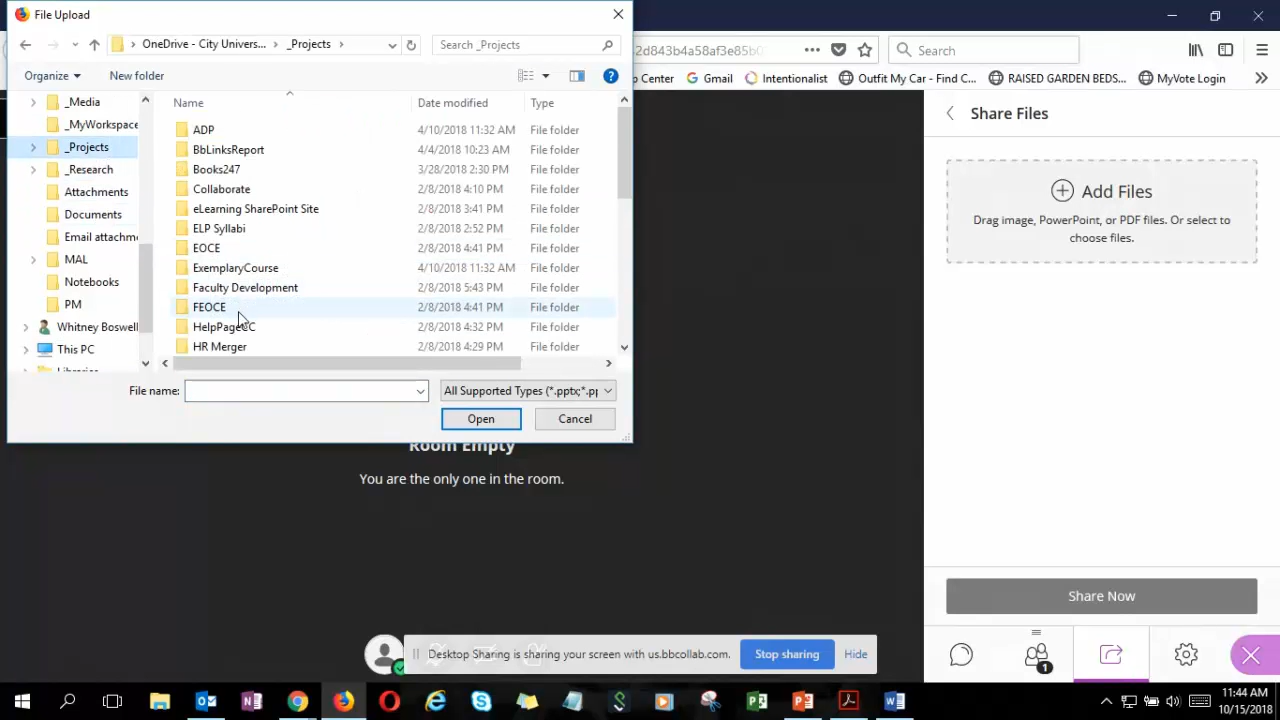 File Upload
OneDrive - City Univers... > _Projects >
Search _Projects
2d843b4a58af3e85b0
Search
Organize
New folder
p Center
Gmail
Intentionalist
Outfit My Car - Find C...
RAISED GARDEN BEDS...
MyVote Login
_Media
_MyWorkspace
_Projects
_Research
Attachments
Documents
Email attachm
MAL
Notebooks
PM
Whitney Boswell
This PC
Name Date modified Type
ADP 4/10/2018 11:32 AM File folder
BbLinksReport 4/4/2018 10:23 AM File folder
Books247 3/28/2018 2:30 PM File folder
Collaborate 2/8/2018 4:10 PM File folder
eLearning SharePoint Site 2/8/2018 3:41 PM File folder
ELP Syllabi 2/8/2018 2:52 PM File folder
EOCE 2/8/2018 4:41 PM File folder
ExemplaryCourse 4/10/2018 11:32 AM File folder
Faculty Development 2/8/2018 5:43 PM File folder
FEOCE 2/8/2018 4:41 PM File folder
HelpPage 2/8/2018 4:32 PM File folder
HR Merger 2/8/2018 4:29 PM File folder
File name:
All Supported Types (*.pptx;*.pp
Open
Cancel
Share Files
Add Files
Drag image, PowerPoint, or PDF files. Or select to
choose files.
Room Empty
You are the only one in the room.
Share Now
Desktop Sharing is sharing your screen with us.bbcollab.com.
Stop sharing
Hide
1
11:44 AM
10/15/2018